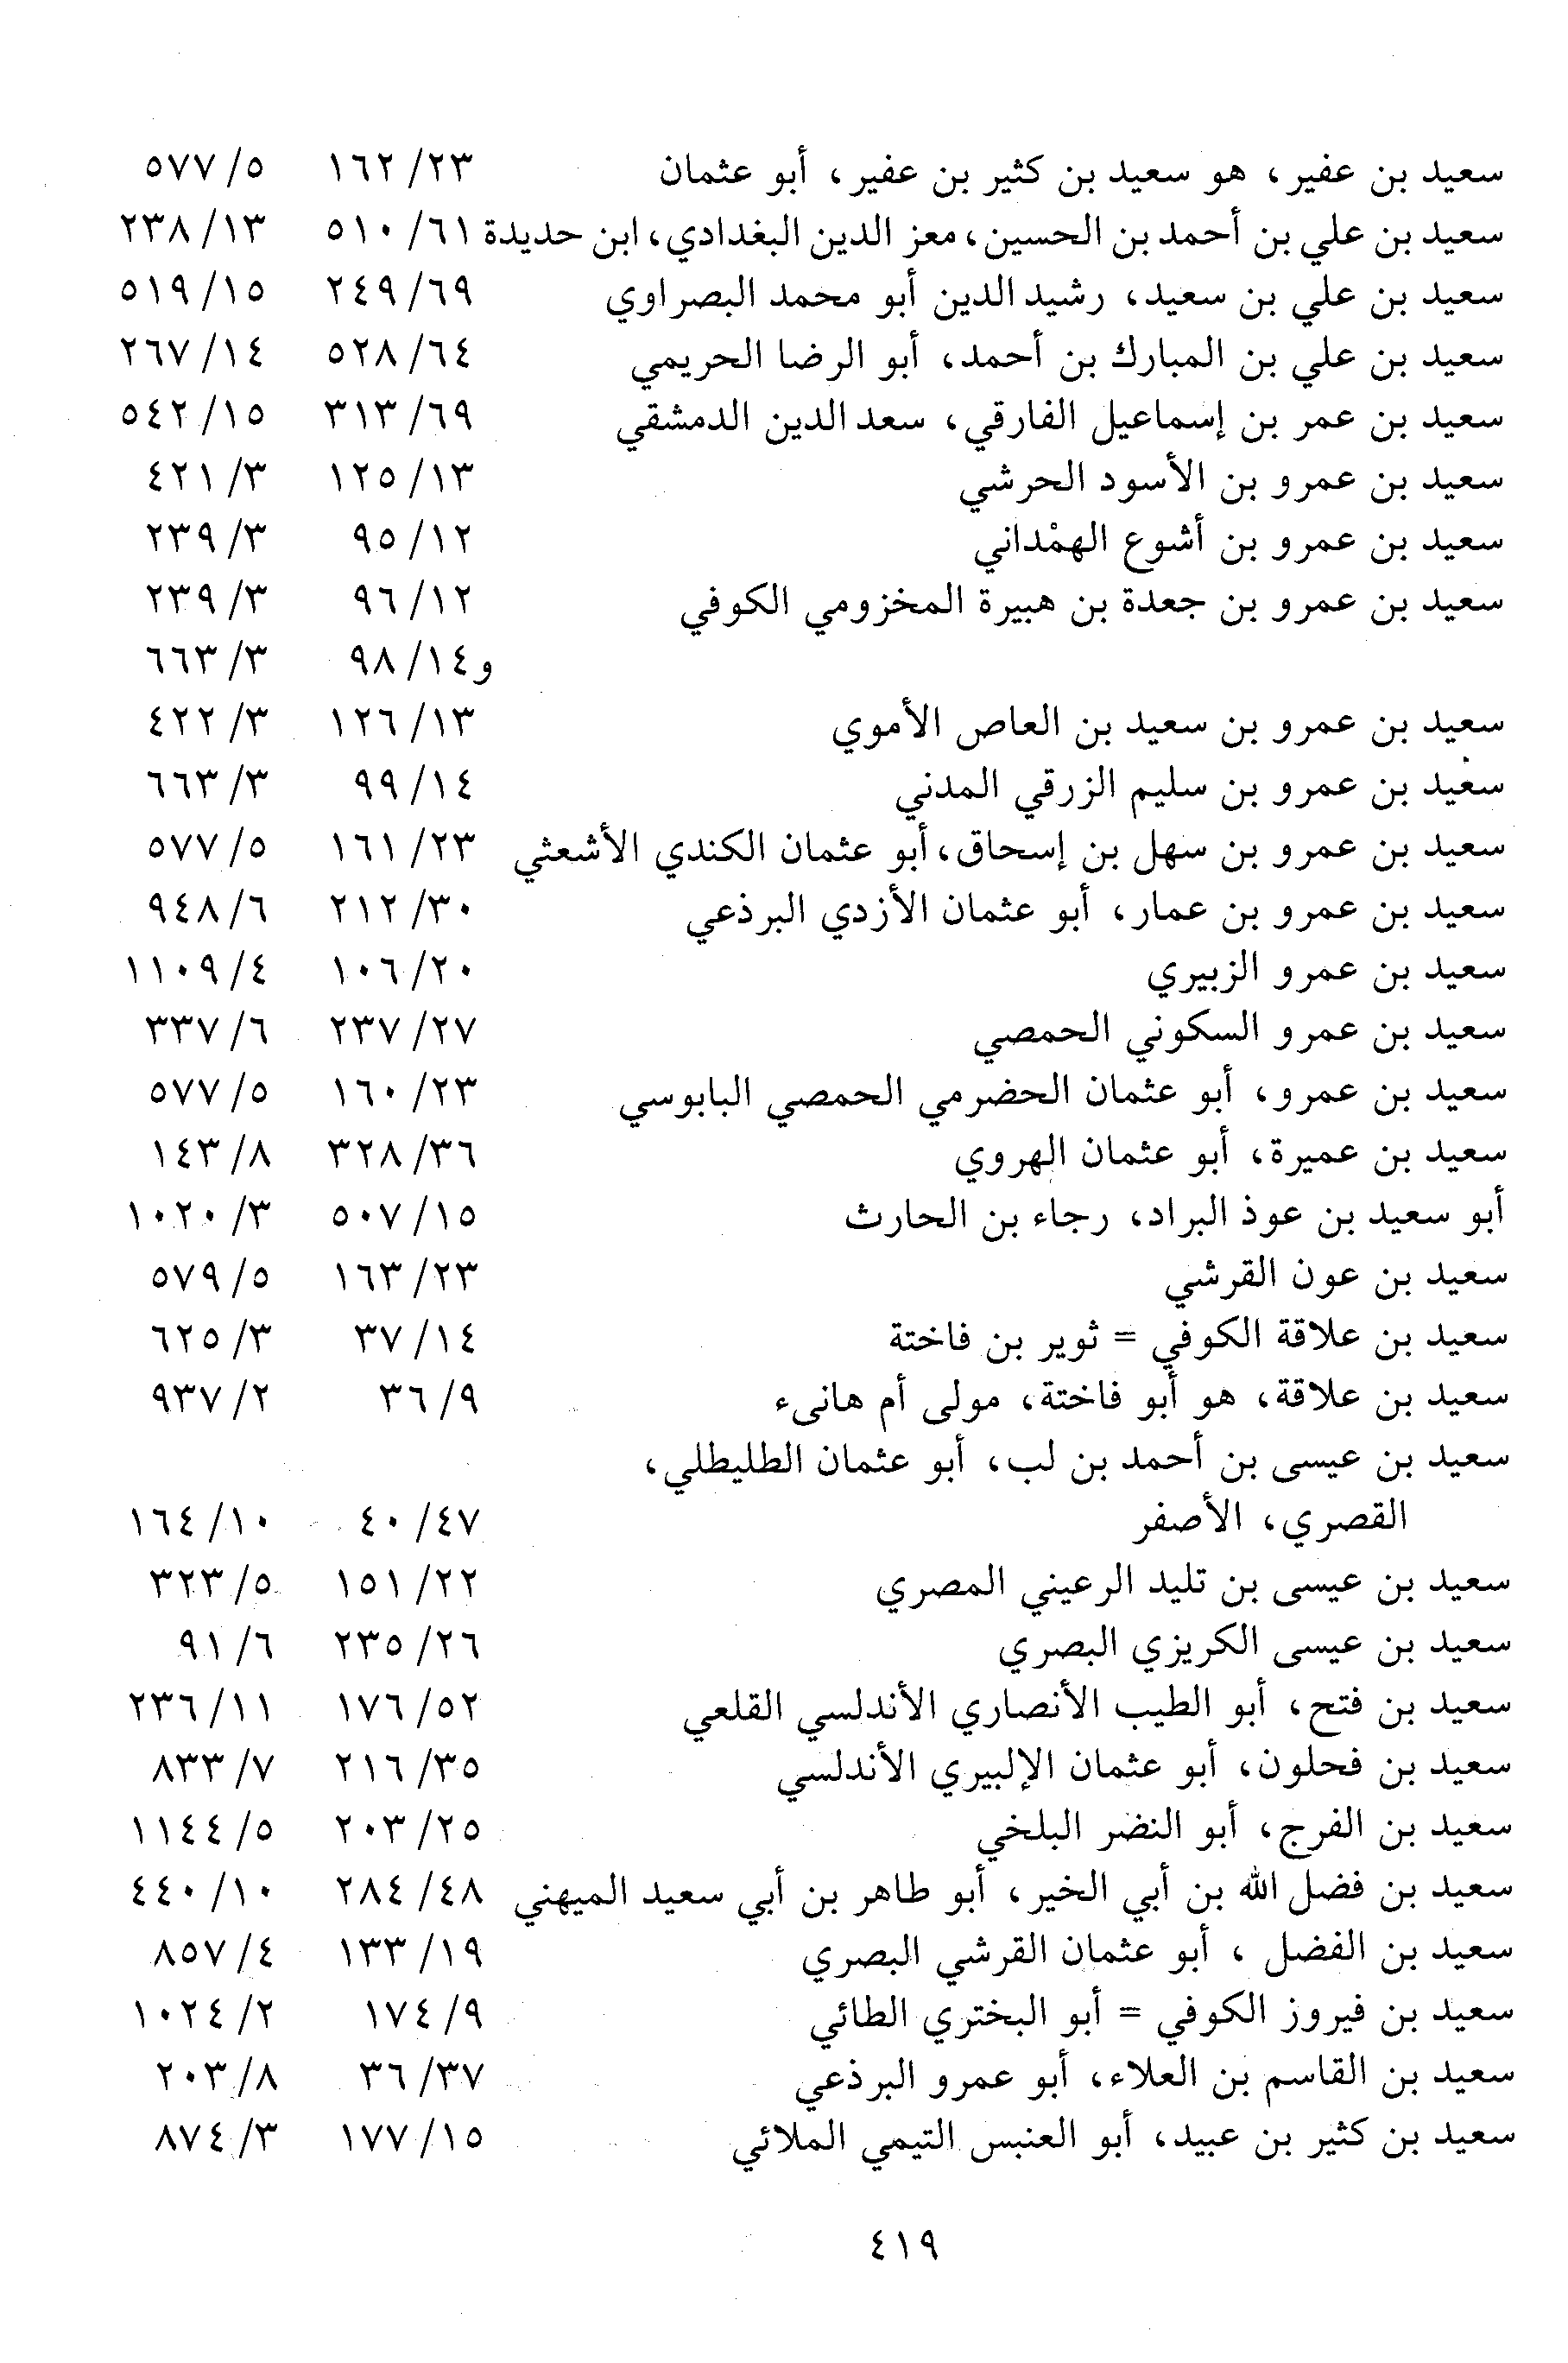 سعيد بن عفير، هو سعيد بن كثير بن عفير، أبو عثمان ٢٣/ ١٦٢ ٥/ ٥٧٧
سعيد بن علي بن أحمد بن الحسين، معز الدين البغدادي، ابن حديدة ٦١/ ٥١٠ ١٣/ ٢٣٨
سعيد بن علي بن سعيد، رشيد الدين أبو محمد البصراوي ٦٩/ ٢٤٩ ١٥/ ٥١٩
سعيد بن علي بن المبارك بن أحمد، أبو الرضا الحريمي ٦٤/ ٥٢٨ ١٤/ ٢٦٧
سعيد بن عمر بن إسماعيل الفارقي، سعد الدين الدمشقي ٦٩/ ٣١٣ ١٥/ ٥٤٢
سعيد بن عمرو بن الأسود الحرشي ١٣/ ١٢٥ ٣/ ٤٢١
سعيد بن عمرو بن أشوع الهمْداني ١٢/ ٩٥ ٣/ ٢٣٩
سعيد بن عمرو بن جعدة بن هبيرة المخزومي الكوفي ١٢/ ٩٦ ٣/ ٢٣٩
و١٤/ ٩٨ ٣/ ٦٦٣
سعيد بن عمرو بن سعيد بن العاص الأموي ١٣/ ١٢٦ ٣/ ٤٢٢
سعيد بن عمرو بن سليم الزرقي المدني ١٤/ ٩٩ ٣/ ٦٦٣
سعيد بن عمرو بن سهل بن إسحاق، أبو عثمان الكندي الأشعثي ٢٣/ ١٦١ ٥/ ٥٧٧
سعيد بن عمرو بن عمار، أبو عثمان الأزدي البرذعي ٣٠/ ٢١٢ ٦/ ٩٤٨
سعيد بن عمرو الزبيري ٢٠/ ١٠٦ ٤/ ١١٠٩
سعيد بن عمرو السكوني الحمصي ٢٧/ ٢٣٧ ٦/ ٣٣٧
سعيد بن عمرو، أبو عثمان الحضرمي الحمصي البابوسي ٢٣/ ١٦٠ ٥/ ٥٧٧
سعيد بن عميرة، أبو عثمان الهروي ٣٦/ ٣٢٨ ٨/ ١٤٣
أبو سعيد بن عوذ البراد، رجاء بن الحارث ١٥/ ٥٠٧ ٣/ ١٠٢٠
سعيد بن عون القرشي ٢٣/ ١٦٣ ٥/ ٥٧٩
سعيد بن علاقة الكوفي = ثوير بن فاختة ١٤/ ٣٧ ٣/ ٦٢٥
سعيد بن علاقة، هو أبو فاختة، مولى أم هانىء ٩/ ٣٦ ٢/ ٩٣٧
سعيد بن عيسى بن أحمد بن لب، أبو عثمان الطليطلي،
القصري، الأصفر ٤٧/ ٤٠ ١٠/ ١٦٤
سعيد بن عيسى بن تليد الرعيني المصري ٢٢/ ١٥١ ٥/ ٣٢٣
سعيد بن عيسى الكريزي البصري ٢٦/ ٢٣٥ ٦/ ٩١
سعيد بن فتح، أبو الطيب الأنصاري الأندلسي القلعي ٥٢/ ١٧٦ ١١/ ٢٣٦
سعيد بن فحلون، أبو عثمان الإلبيري الأندلسي ٣٥/ ٢١٦ ٧/ ٨٣٣
سعيد بن الفرج، أبو النضر البلخي ٢٥/ ٢٠٣ ٥/ ١١٤٤
سعيد بن فضل الله بن أبي الخير، أبو طاهر بن أبي سعيد الميهني ٤٨/ ٢٨٤ ١٠/ ٤٤٠
سعيد بن الفضل ، أبو عثمان القرشي البصري ١٩/ ١٣٣ ٤/ ٨٥٧
سعيد بن فيروز الكوفي = أبو البختري الطائي ٩/ ١٧٤ ٢/ ١٠٢٤
سعيد بن القاسم بن العلاء، أبو عمرو البرذعي ٣٧/ ٣٦ ٨/ ٢٠٣
سعيد بن كثير بن عبيد، أبو العنبس التيمي الملائي ١٥/ ١٧٧ ٣/ ٨٧٤
٤١٩